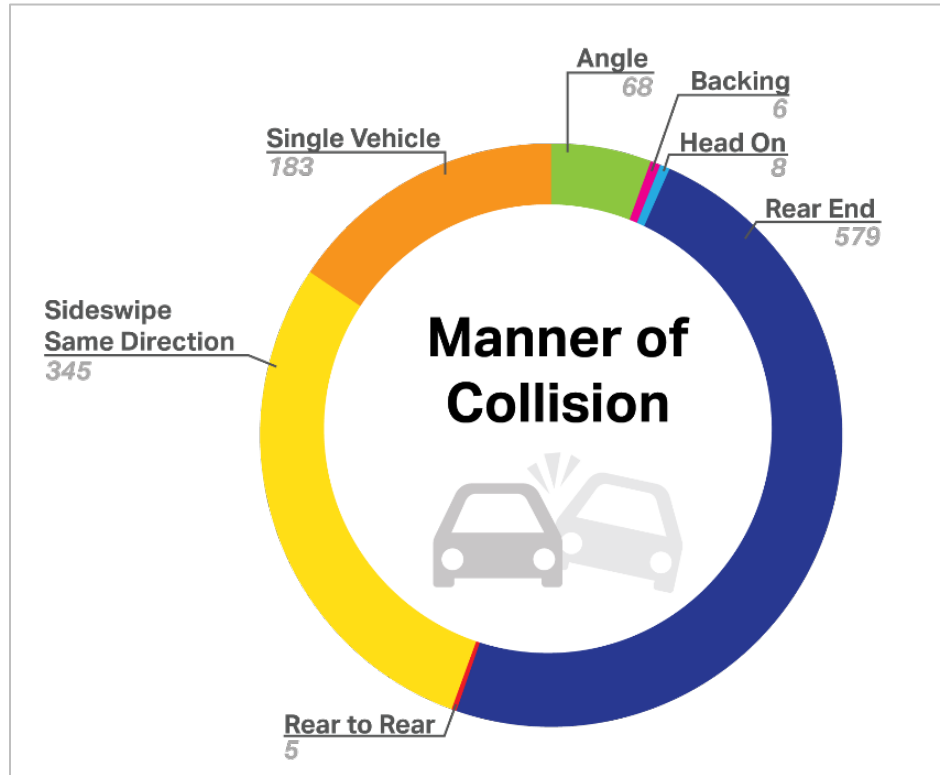 Angle
68
Backing
6
Head On
8
Single Vehicle
183
Rear End
579
Sideswipe
Same Direction
345
Manner of
Collision
Rear to Rear
5